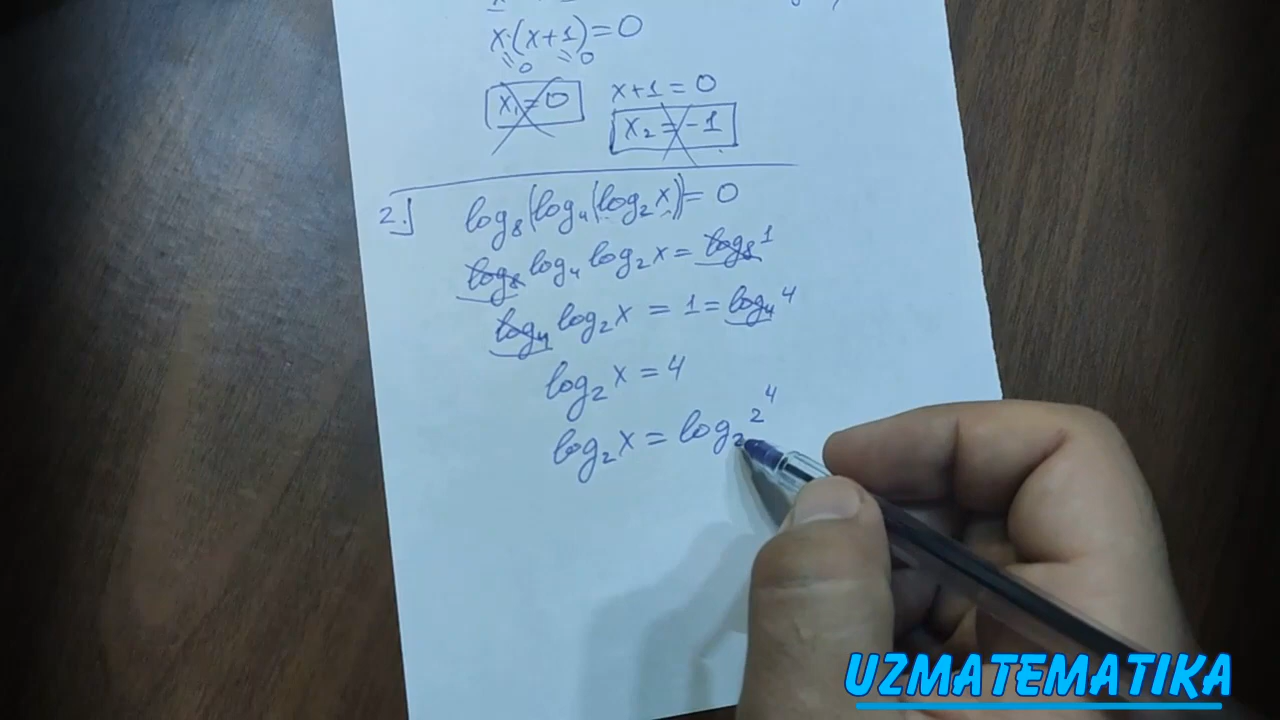 x·(x+1)=0
=0 =0
x₁=0 x+1=0
x₂=-1
2.) log₈(log₄(log₂x))=0
log₈ log₄ log₂x = log₈1
log₄ log₂x = 1 = log₄4
log₂x = 4
log₂x = log₂2⁴
UZMATEMATIKA